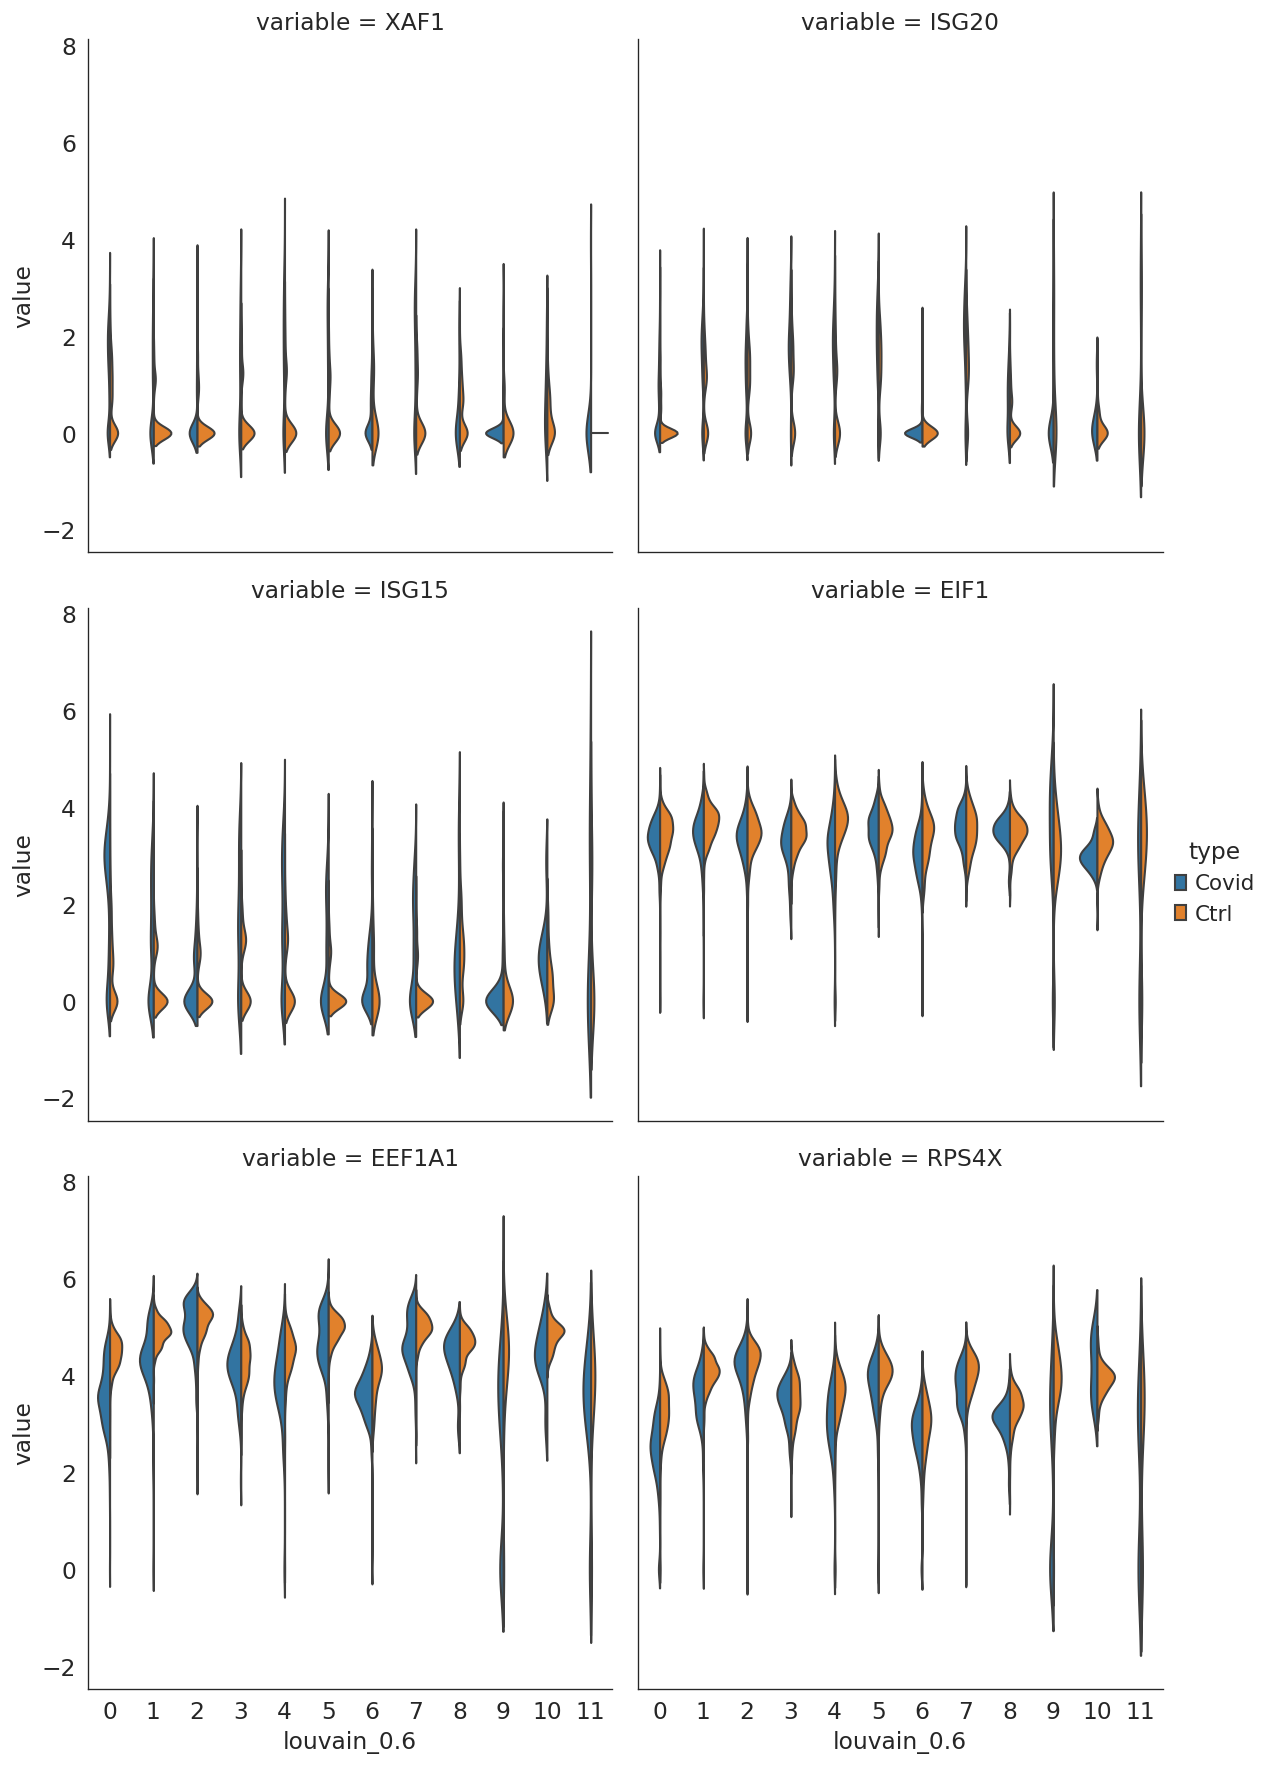 variable = XAF1
variable = ISG20
8
6
4
2
0
−2
value
variable = ISG15
variable = EIF1
8
6
4
2
0
−2
value
type
Covid
Ctrl
variable = EEF1A1
variable = RPS4X
8
6
4
2
0
−2
value
0 1 2 3 4 5 6 7 8 9 10 11
0 1 2 3 4 5 6 7 8 9 10 11
louvain_0.6
louvain_0.6